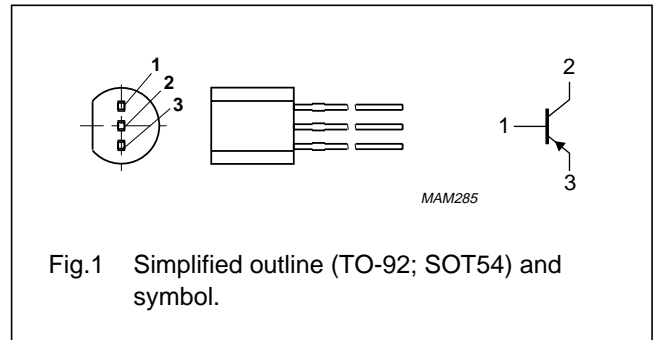 1
2
3
2
1
3
MAM285
Fig.1 Simplified outline (TO-92; SOT54) and
symbol.